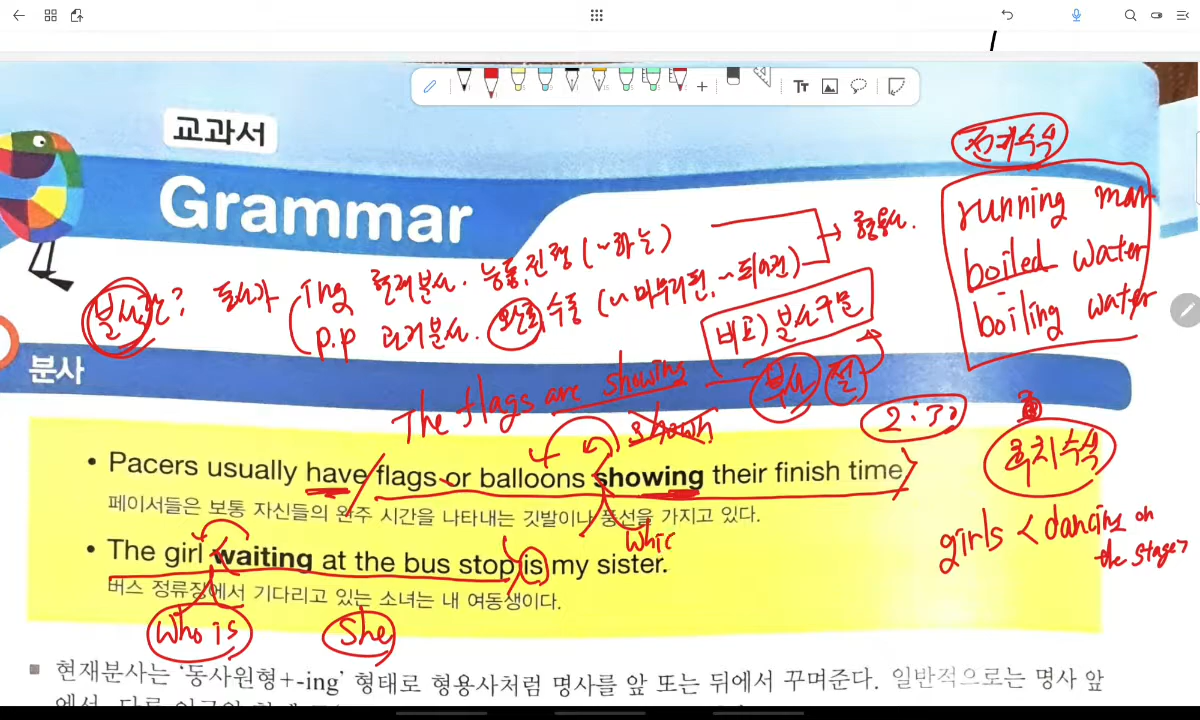 교과서
Grammar
전치수식
running man
boiled water
boiling water
분사란? 동사가 ing 현재분사. 능동, 진행 (~하는)
p.p 과거분사. 완료, 수동 (~마무리된, ~되어진)
형용사.
비교) 분사구문
분사
The flags are showing
부사 절
shown
2:30
후치수식
• Pacers usually have flags or balloons showing their finish time
페이서들은 보통 자신들의 완주 시간을 나타내는 깃발이나 풍선을 가지고 있다.
whic
girls < dancing on the stage >
• The girl waiting at the bus stop is my sister.
버스 정류장에서 기다리고 있는 소녀는 내 여동생이다.
who is
She
현재분사는 ‘동사원형+-ing’ 형태로 형용사처럼 명사를 앞 또는 뒤에서 꾸며준다. 일반적으로는 명사 앞